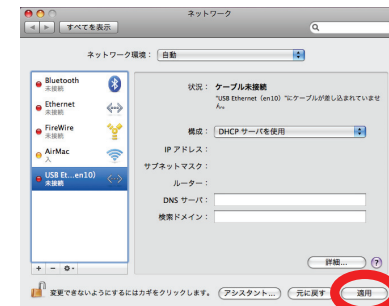 ネットワーク
すべてを表示
ネットワーク環境： 自動
Bluetooth
未接続
Ethernet
未接続
FireWire
未接続
AirMac
入
USB Et...en10)
未接続
状況： ケーブル未接続
"USB Ethernet（en10）"にケーブルが差し込まれていません。
構成： DHCP サーバを使用
IP アドレス：
サブネットマスク：
ルーター：
DNS サーバ：
検索ドメイン：
詳細...
?
変更できないようにするにはカギをクリックします。
アシスタント...
元に戻す
適用